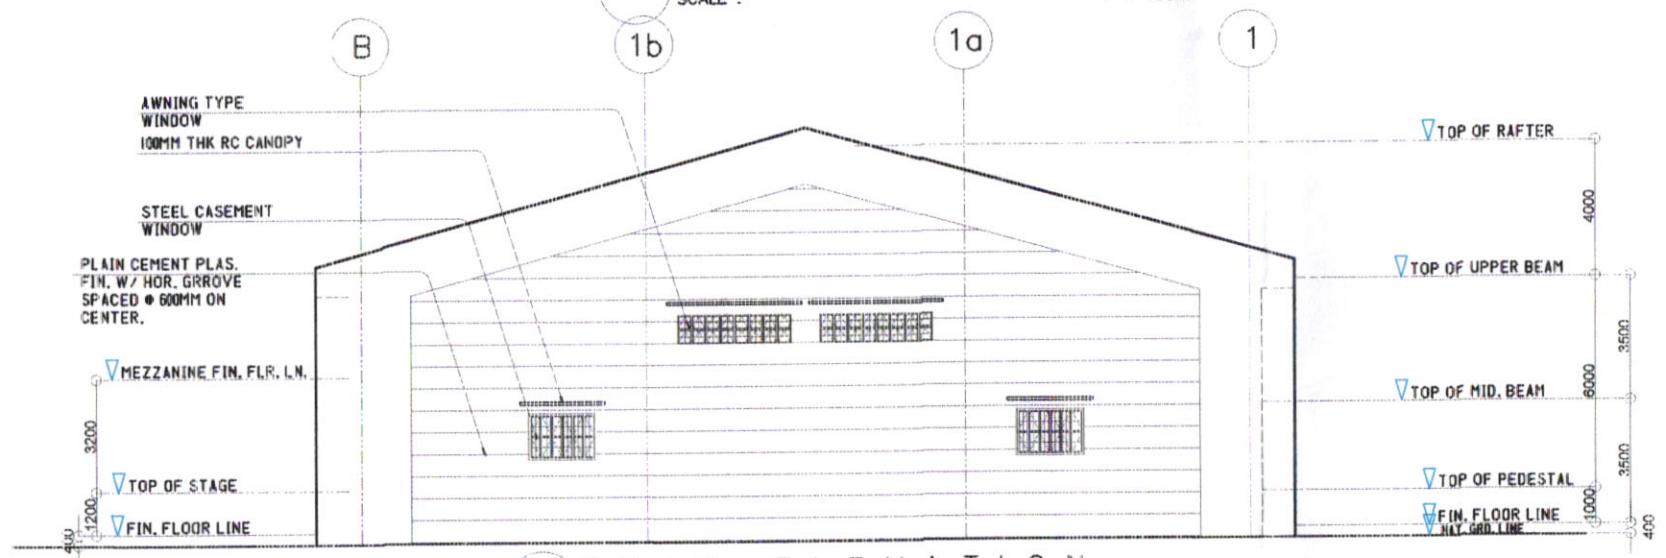 SCALE :
B
1b
1a
1
AWNING TYPE
WINDOW
100MM THK RC CANOPY
STEEL CASEMENT
WINDOW
PLAIN CEMENT PLAS.
FIN. W/ HOR. GRROVE
SPACED @ 600MM ON
CENTER.
MEZZANINE FIN. FLR. LN.
3200
TOP OF STAGE
1200
FIN. FLOOR LINE
400
TOP OF RAFTER
4000
TOP OF UPPER BEAM
3500
6000
TOP OF MID. BEAM
3500
TOP OF PEDESTAL
1000
FIN. FLOOR LINE
NAT. GRD. LINE
400